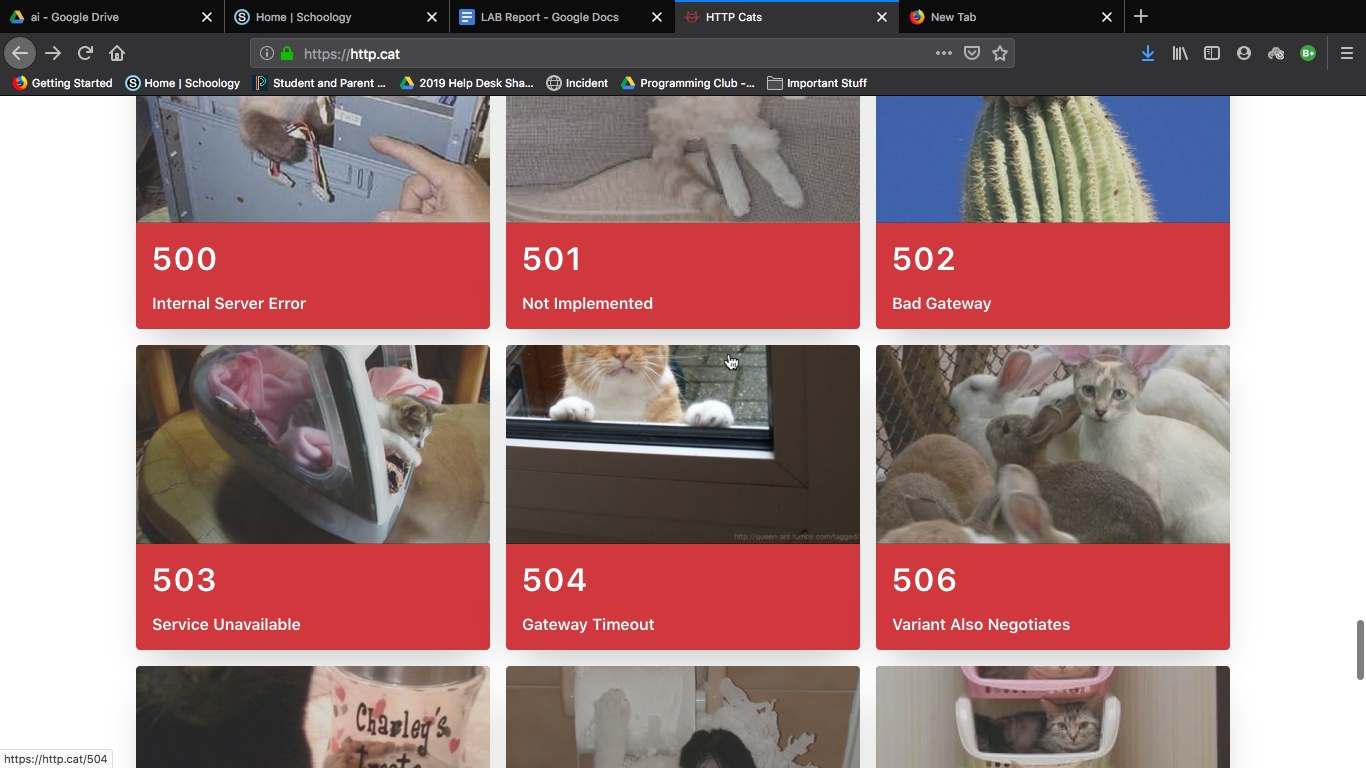 ai - Google Drive
Home | Schoology
LAB Report - Google Docs
HTTP Cats
New Tab
https://http.cat
B+
Getting Started
Home | Schoology
Student and Parent ...
2019 Help Desk Sha...
Incident
Programming Club -...
Important Stuff
500
Internal Server Error
501
Not Implemented
502
Bad Gateway
http://queen-ant.tumblr.com/tagged/
503
Service Unavailable
504
Gateway Timeout
506
Variant Also Negotiates
Charley's
treats
https://http.cat/504